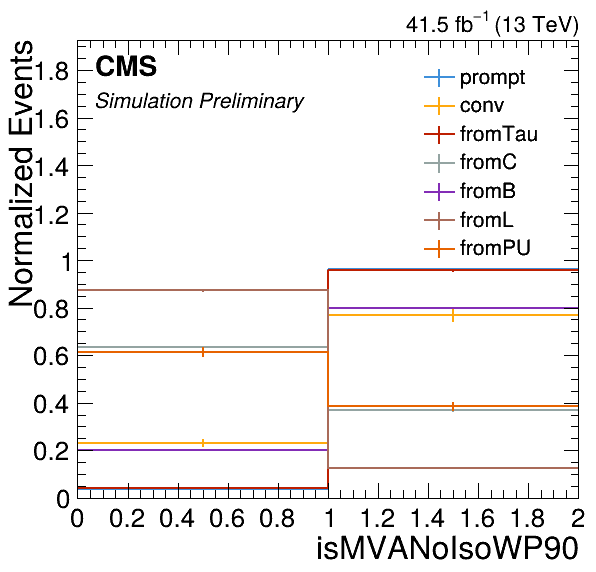 41.5 fb⁻¹ (13 TeV)
CMS
Simulation Preliminary
prompt
conv
fromTau
fromC
fromB
fromL
fromPU
Normalized Events
1.8
1.6
1.4
1.2
1
0.8
0.6
0.4
0.2
0
0 0.2 0.4 0.6 0.8 1 1.2 1.4 1.6 1.8 2
isMVANoIsoWP90